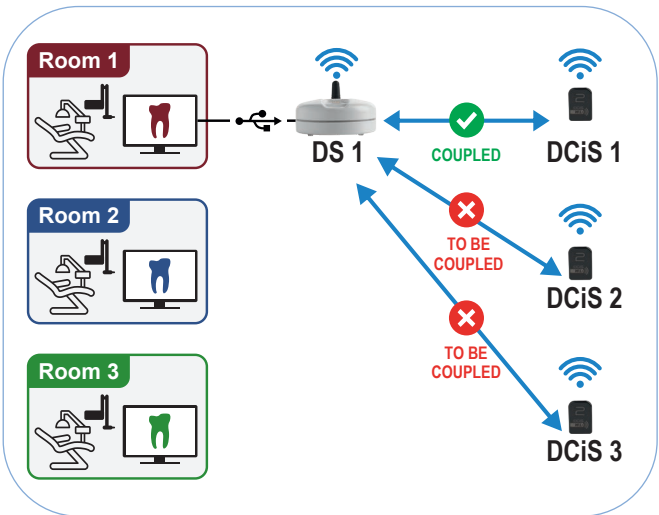 Room 1
DS 1
COUPLED
DCiS 1
Room 2
TO BE
COUPLED
DCiS 2
Room 3
TO BE
COUPLED
DCiS 3